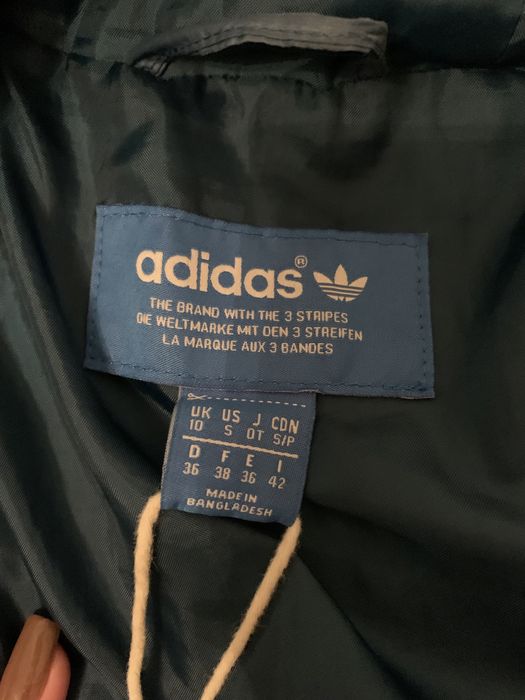 adidas®
THE BRAND WITH THE 3 STRIPES
DIE WELTMARKE MIT DEN 3 STREIFEN
LA MARQUE AUX 3 BANDES
UK US J CDN
10 S OT S/P
D F E I
36 38 36 42
MADE IN
BANGLADESH